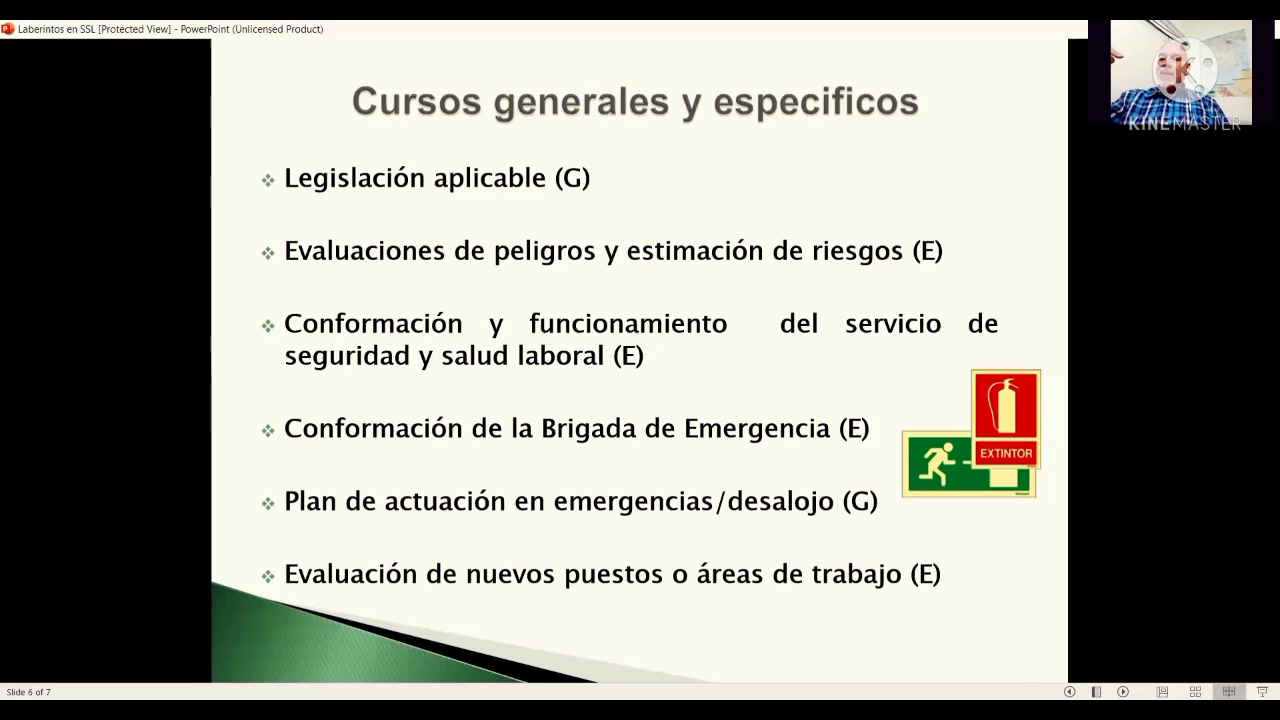 Laberintos en SSL [Protected View] - PowerPoint (Unlicensed Product)
KINEMASTER
Cursos generales y especificos
Legislación aplicable (G)
Evaluaciones de peligros y estimación de riesgos (E)
Conformación y funcionamiento del servicio de
seguridad y salud laboral (E)
Conformación de la Brigada de Emergencia (E)
EXTINTOR
Plan de actuación en emergencias/desalojo (G)
Evaluación de nuevos puestos o áreas de trabajo (E)
Slide 6 of 7